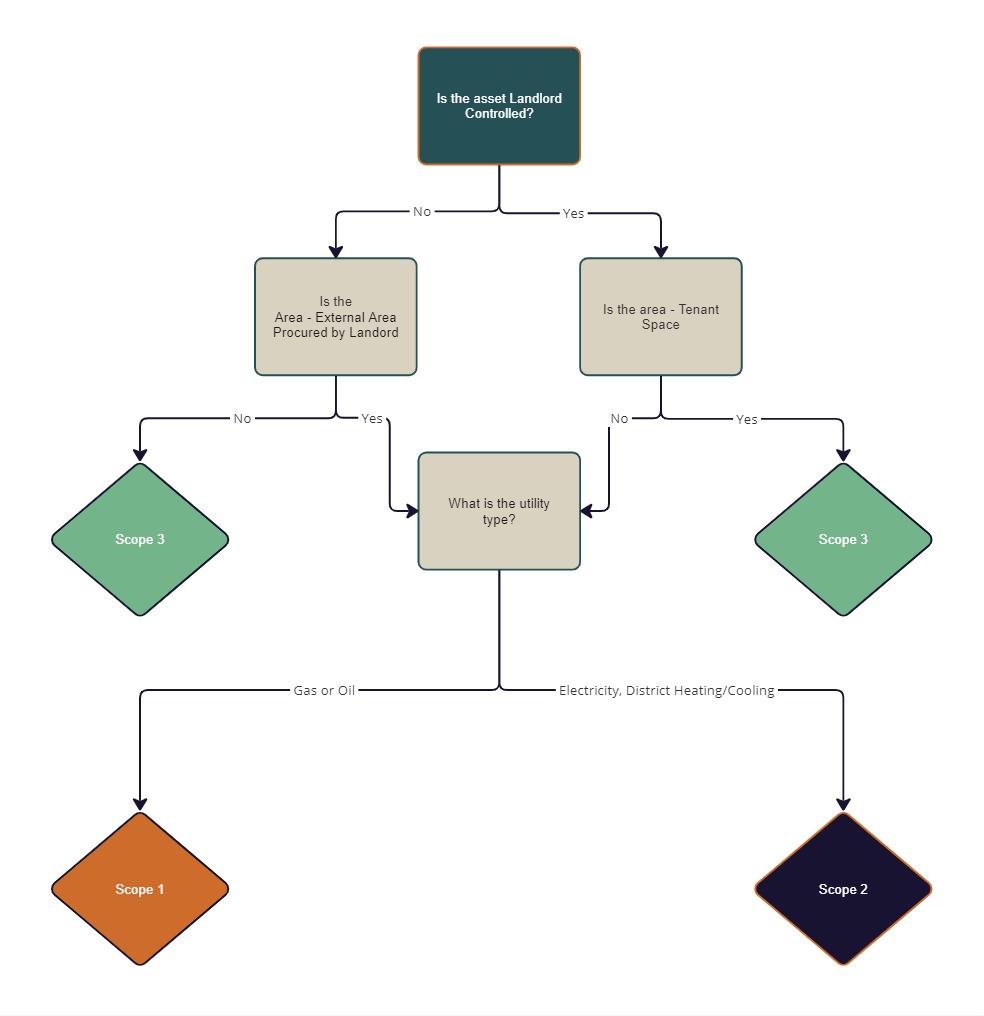 Is the asset Landlord
Controlled?
No
Yes
Is the
Area - External Area
Procured by Landord
Is the area - Tenant
Space
No
Yes
No
Yes
What is the utility
type?
Scope 3
Scope 3
Gas or Oil
Electricity, District Heating/Cooling
Scope 1
Scope 2